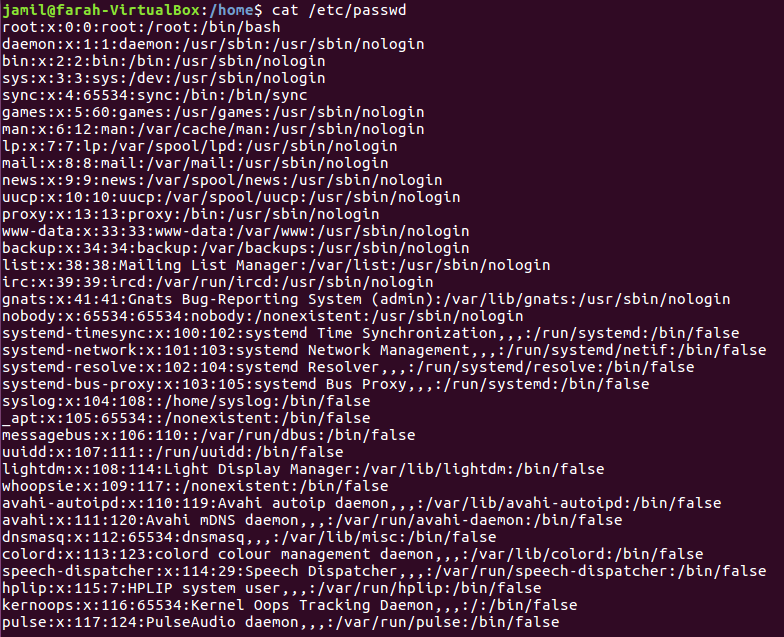 jamil@farah-VirtualBox:/home$ cat /etc/passwd
root:x:0:0:root:/root:/bin/bash
daemon:x:1:1:daemon:/usr/sbin:/usr/sbin/nologin
bin:x:2:2:bin:/bin:/usr/sbin/nologin
sys:x:3:3:sys:/dev:/usr/sbin/nologin
sync:x:4:65534:sync:/bin:/bin/sync
games:x:5:60:games:/usr/games:/usr/sbin/nologin
man:x:6:12:man:/var/cache/man:/usr/sbin/nologin
lp:x:7:7:lp:/var/spool/lpd:/usr/sbin/nologin
mail:x:8:8:mail:/var/mail:/usr/sbin/nologin
news:x:9:9:news:/var/spool/news:/usr/sbin/nologin
uucp:x:10:10:uucp:/var/spool/uucp:/usr/sbin/nologin
proxy:x:13:13:proxy:/bin:/usr/sbin/nologin
www-data:x:33:33:www-data:/var/www:/usr/sbin/nologin
backup:x:34:34:backup:/var/backups:/usr/sbin/nologin
list:x:38:38:Mailing List Manager:/var/list:/usr/sbin/nologin
irc:x:39:39:ircd:/var/run/ircd:/usr/sbin/nologin
gnats:x:41:41:Gnats Bug-Reporting System (admin):/var/lib/gnats:/usr/sbin/nologin
nobody:x:65534:65534:nobody:/nonexistent:/usr/sbin/nologin
systemd-timesync:x:100:102:systemd Time Synchronization,,,:/run/systemd:/bin/false
systemd-network:x:101:103:systemd Network Management,,,:/run/systemd/netif:/bin/false
systemd-resolve:x:102:104:systemd Resolver,,,:/run/systemd/resolve:/bin/false
systemd-bus-proxy:x:103:105:systemd Bus Proxy,,,:/run/systemd:/bin/false
syslog:x:104:108::/home/syslog:/bin/false
_apt:x:105:65534::/nonexistent:/bin/false
messagebus:x:106:110::/var/run/dbus:/bin/false
uuidd:x:107:111::/run/uuidd:/bin/false
lightdm:x:108:114:Light Display Manager:/var/lib/lightdm:/bin/false
whoopsie:x:109:117::/nonexistent:/bin/false
avahi-autoipd:x:110:119:Avahi autoip daemon,,,:/var/lib/avahi-autoipd:/bin/false
avahi:x:111:120:Avahi mDNS daemon,,,:/var/run/avahi-daemon:/bin/false
dnsmasq:x:112:65534:dnsmasq,,,:/var/lib/misc:/bin/false
colord:x:113:123:colord colour management daemon,,,:/var/lib/colord:/bin/false
speech-dispatcher:x:114:29:Speech Dispatcher,,,:/var/run/speech-dispatcher:/bin/false
hplip:x:115:7:HPLIP system user,,,:/var/run/hplip:/bin/false
kernoops:x:116:65534:Kernel Oops Tracking Daemon,,,:/:/bin/false
pulse:x:117:124:PulseAudio daemon,,,:/var/run/pulse:/bin/false